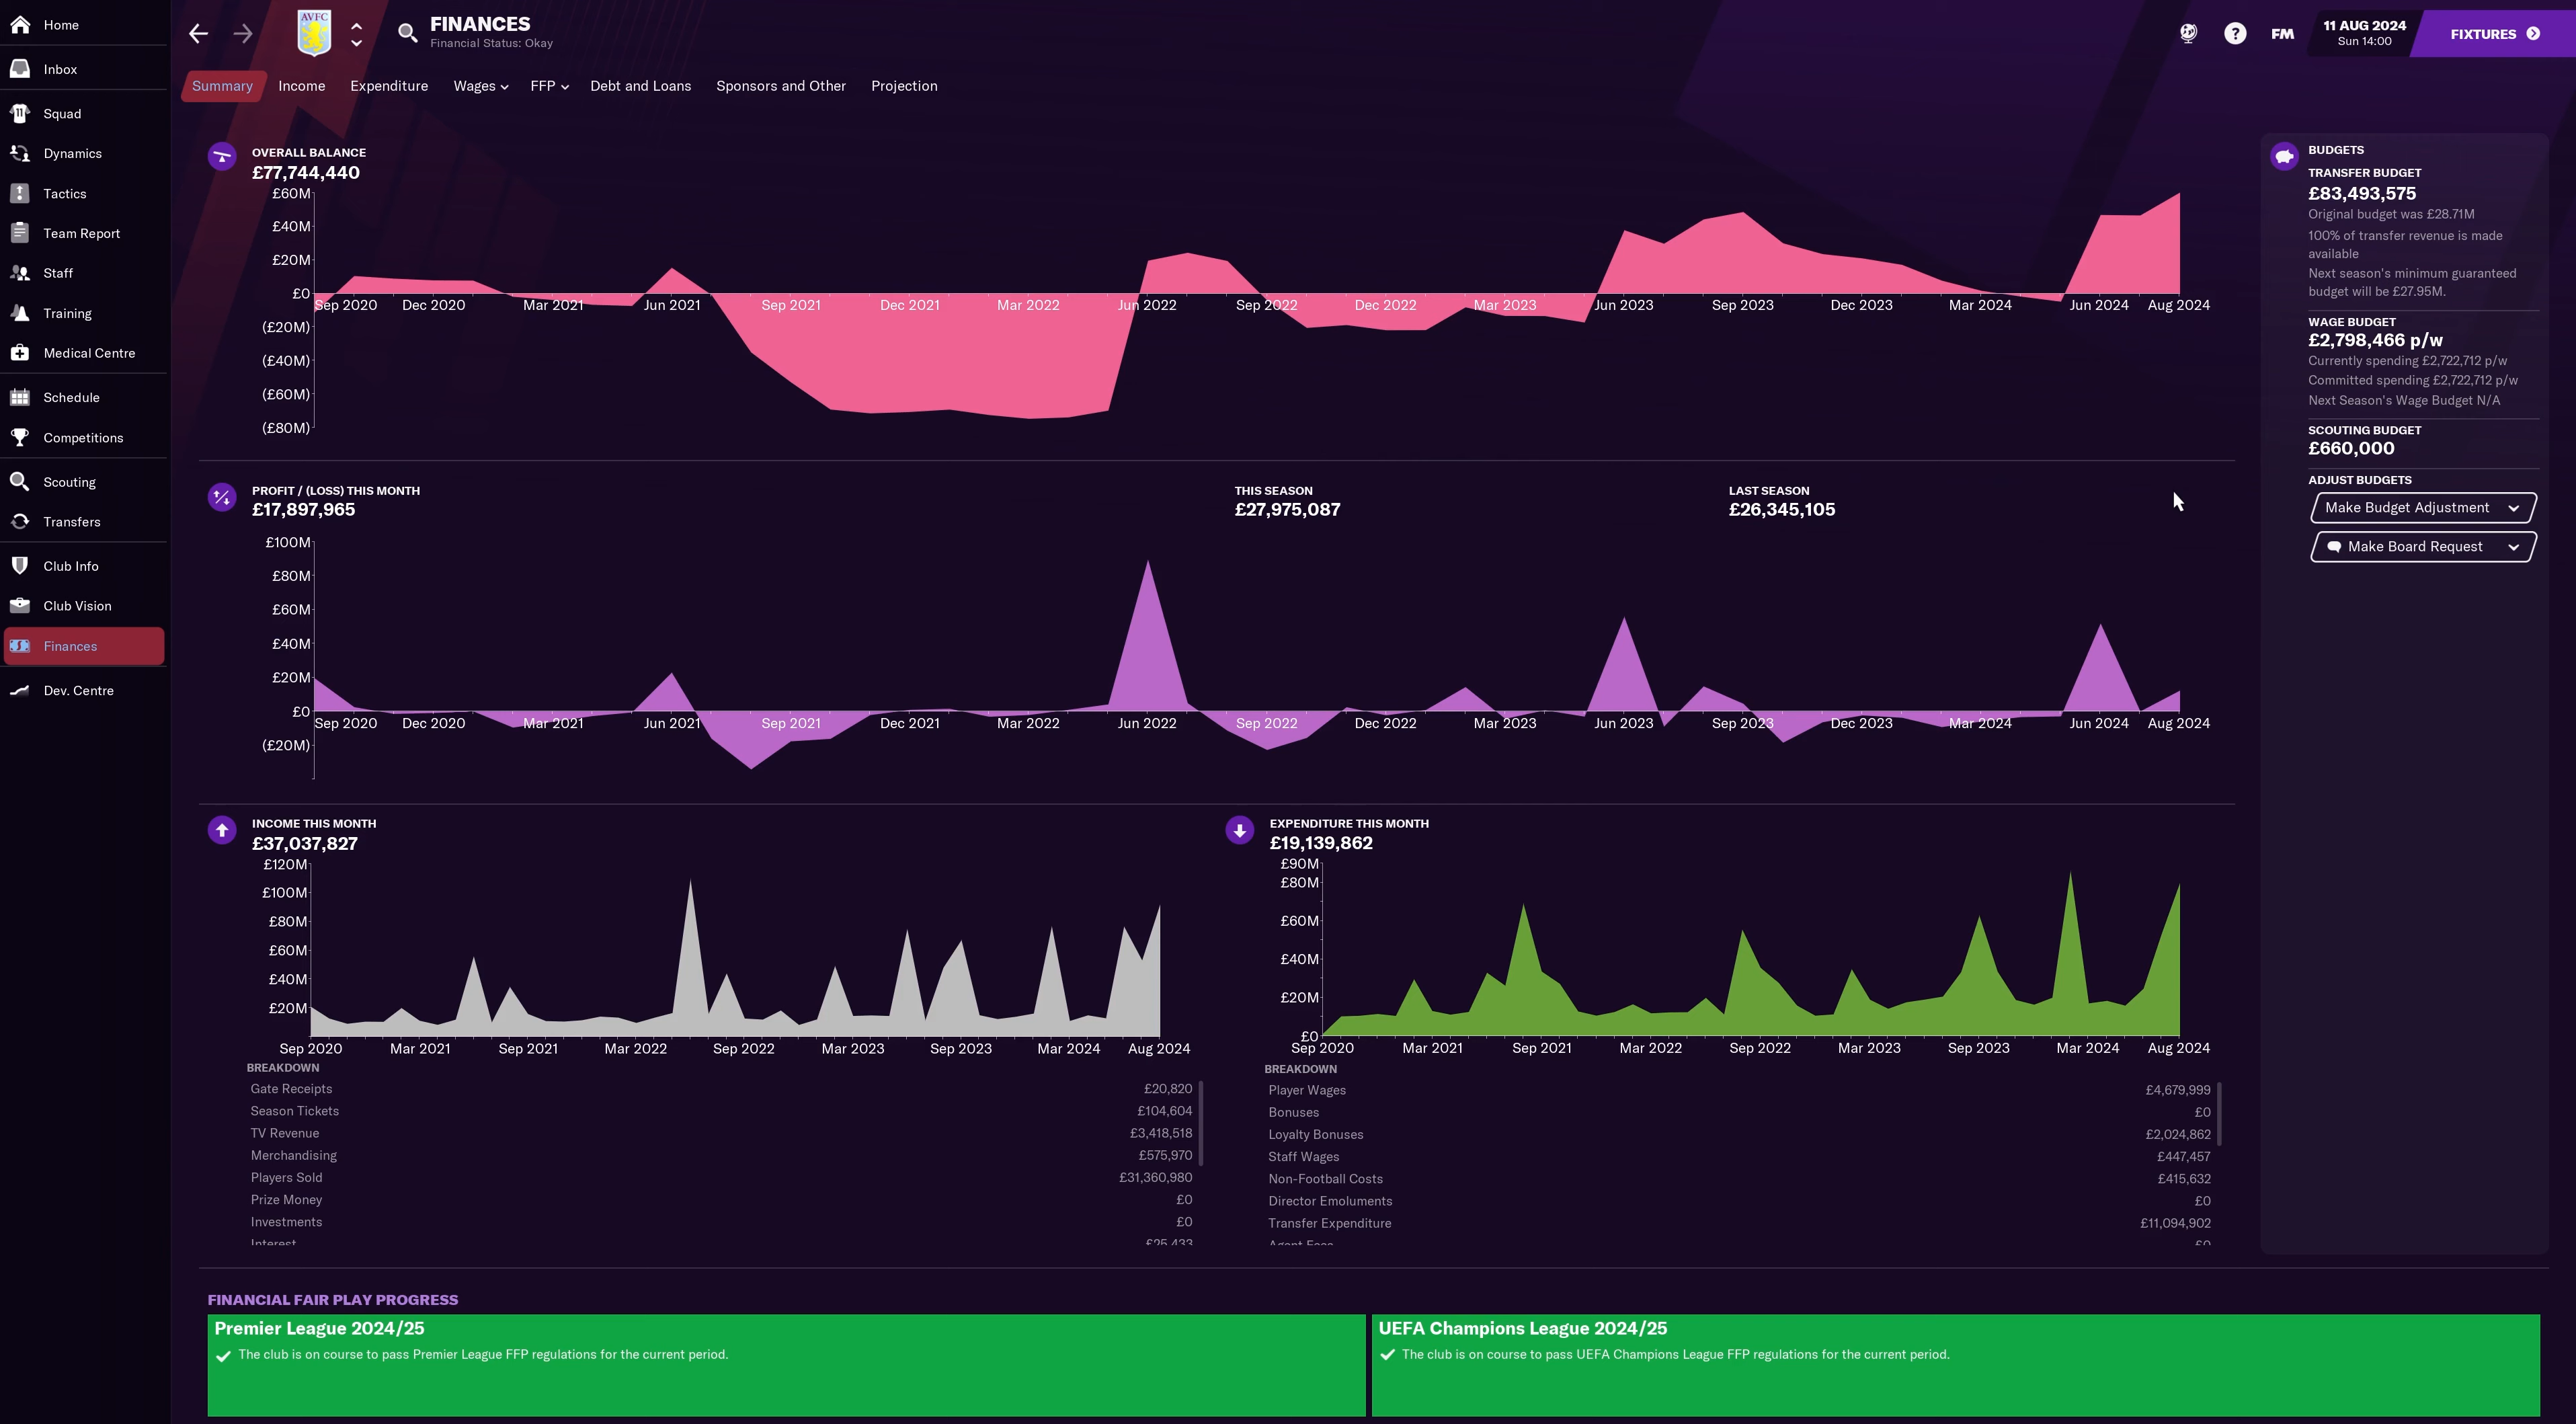 Home
Inbox
Squad
Dynamics
Tactics
Team Report
Staff
Training
Medical Centre
Schedule
Competitions
Scouting
Transfers
Club Info
Club Vision
Finances
Dev. Centre
AVFC
FINANCES
Financial Status: Okay
FM
11 AUG 2024
Sun 14:00
FIXTURES
Summary Income Expenditure Wages FFP Debt and Loans Sponsors and Other Projection
OVERALL BALANCE
£77,744,440
£60M
£40M
£20M
£0
(£20M)
(£40M)
(£60M)
(£80M)
Sep 2020 Dec 2020 Mar 2021 Jun 2021 Sep 2021 Dec 2021 Mar 2022 Jun 2022 Sep 2022 Dec 2022 Mar 2023 Jun 2023 Sep 2023 Dec 2023 Mar 2024 Jun 2024 Aug 2024
PROFIT / (LOSS) THIS MONTH
£17,897,965
THIS SEASON
£27,975,087
LAST SEASON
£26,345,105
£100M
£80M
£60M
£40M
£20M
£0
(£20M)
Sep 2020 Dec 2020 Mar 2021 Jun 2021 Sep 2021 Dec 2021 Mar 2022 Jun 2022 Sep 2022 Dec 2022 Mar 2023 Jun 2023 Sep 2023 Dec 2023 Mar 2024 Jun 2024 Aug 2024
INCOME THIS MONTH
£37,037,827
£120M
£100M
£80M
£60M
£40M
£20M
Sep 2020 Mar 2021 Sep 2021 Mar 2022 Sep 2022 Mar 2023 Sep 2023 Mar 2024 Aug 2024
BREAKDOWN
Gate Receipts £20,820
Season Tickets £104,604
TV Revenue £3,418,518
Merchandising £575,970
Players Sold £31,360,980
Prize Money £0
Investments £0
Interest £25,433
EXPENDITURE THIS MONTH
£19,139,862
£90M
£80M
£60M
£40M
£20M
£0
Sep 2020 Mar 2021 Sep 2021 Mar 2022 Sep 2022 Mar 2023 Sep 2023 Mar 2024 Aug 2024
BREAKDOWN
Player Wages £4,679,999
Bonuses £0
Loyalty Bonuses £2,024,862
Staff Wages £447,457
Non-Football Costs £415,632
Director Emoluments £0
Transfer Expenditure £11,094,902
Agent Fees £0
BUDGETS
TRANSFER BUDGET
£83,493,575
Original budget was £28.71M
100% of transfer revenue is made
available
Next season's minimum guaranteed
budget will be £27.95M.
WAGE BUDGET
£2,798,466 p/w
Currently spending £2,722,712 p/w
Committed spending £2,722,712 p/w
Next Season's Wage Budget N/A
SCOUTING BUDGET
£660,000
ADJUST BUDGETS
Make Budget Adjustment
Make Board Request
FINANCIAL FAIR PLAY PROGRESS
Premier League 2024/25
The club is on course to pass Premier League FFP regulations for the current period.
UEFA Champions League 2024/25
The club is on course to pass UEFA Champions League FFP regulations for the current period.